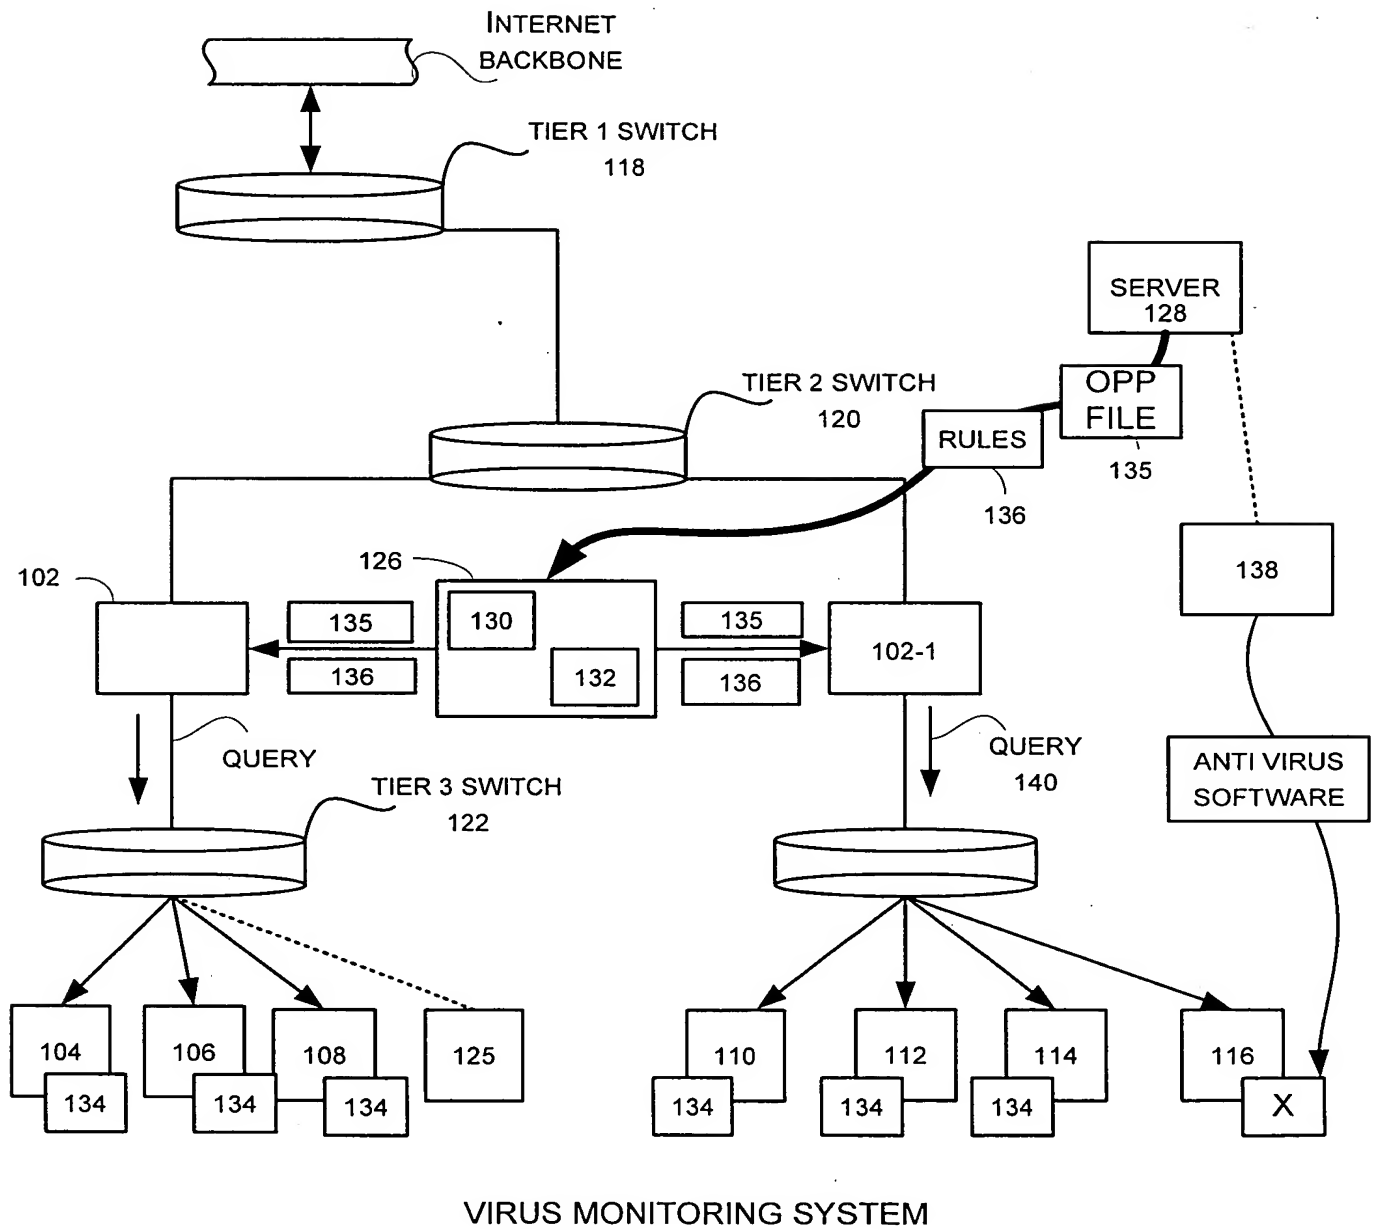 INTERNET
BACKBONE
TIER 1 SWITCH
118
SERVER
128
TIER 2 SWITCH
120
OPP
FILE
135
RULES
136
102
126
135
136
130
132
135
136
102-1
138
QUERY
QUERY
140
TIER 3 SWITCH
122
ANTI VIRUS
SOFTWARE
104
134
106
134
108
134
125
110
134
112
134
114
134
116
X
VIRUS MONITORING SYSTEM